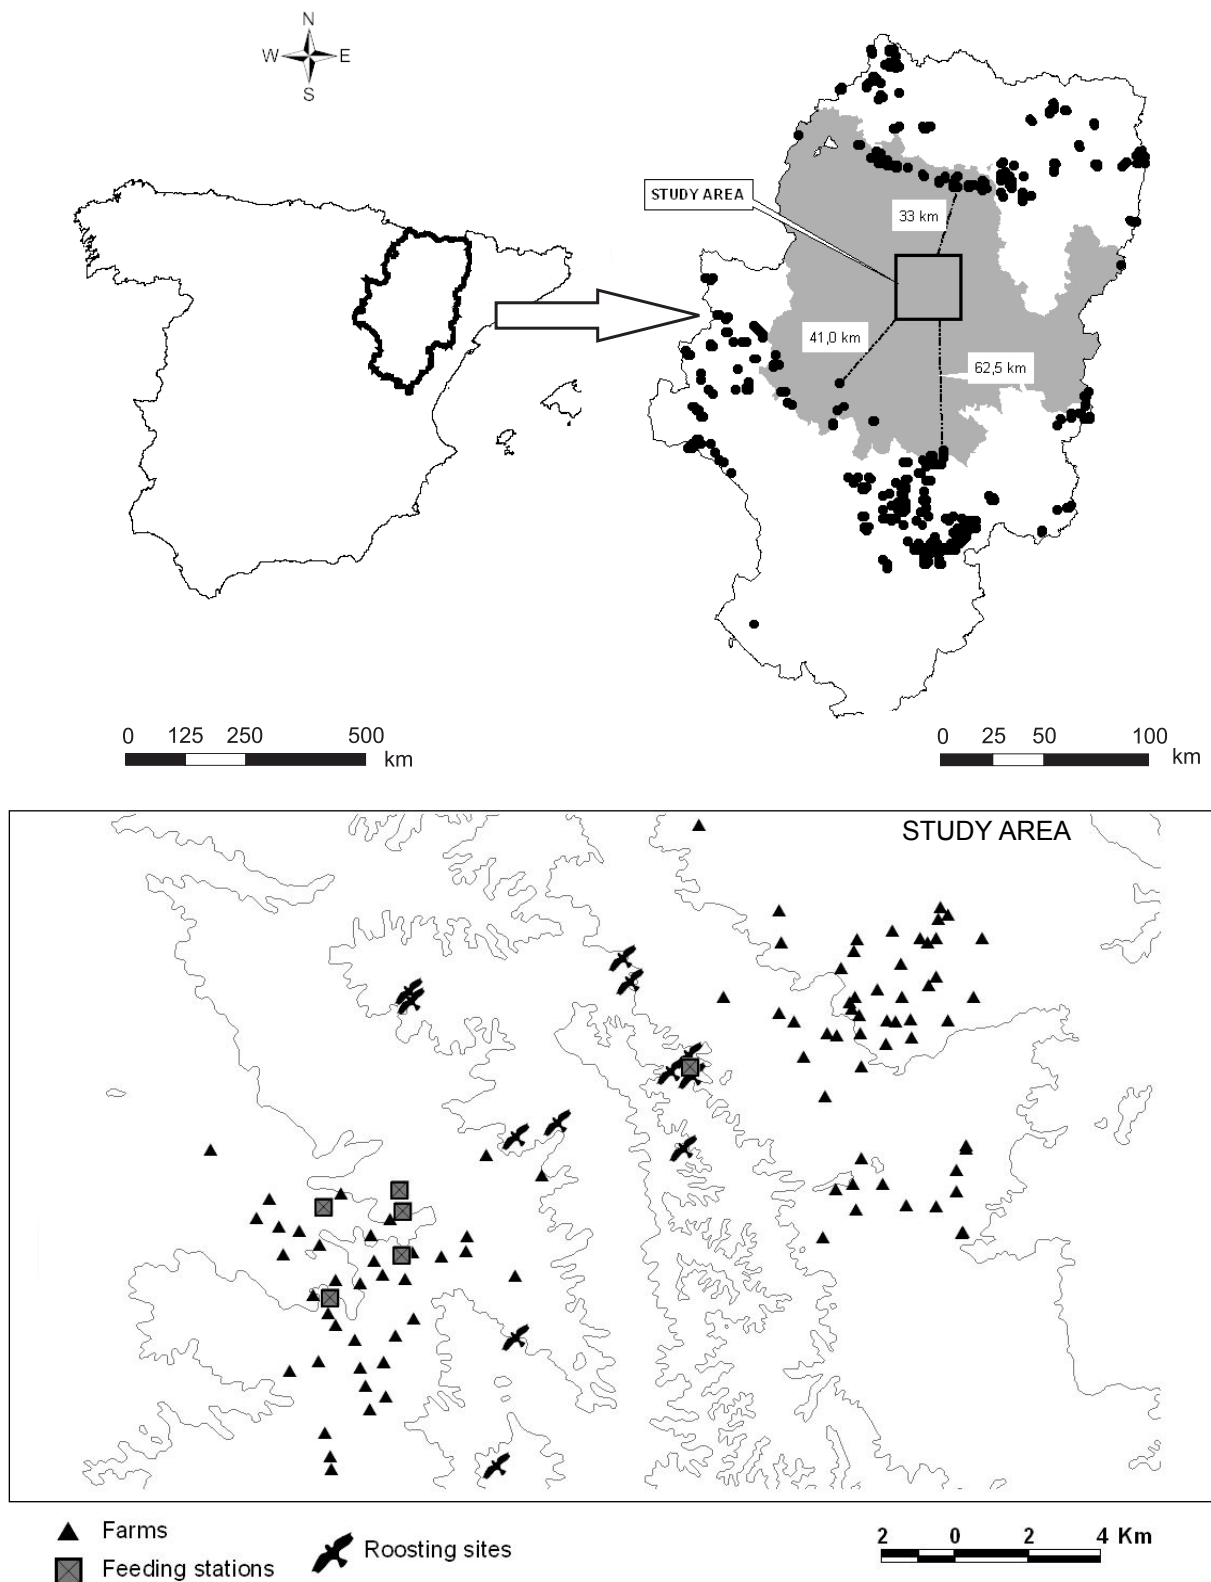 N
W E
S
STUDY AREA
33 km
41,0 km
62,5 km
0 125 250 500
km
0 25 50 100
km
STUDY AREA
Farms
Feeding stations
Roosting sites
2 0 2 4 Km